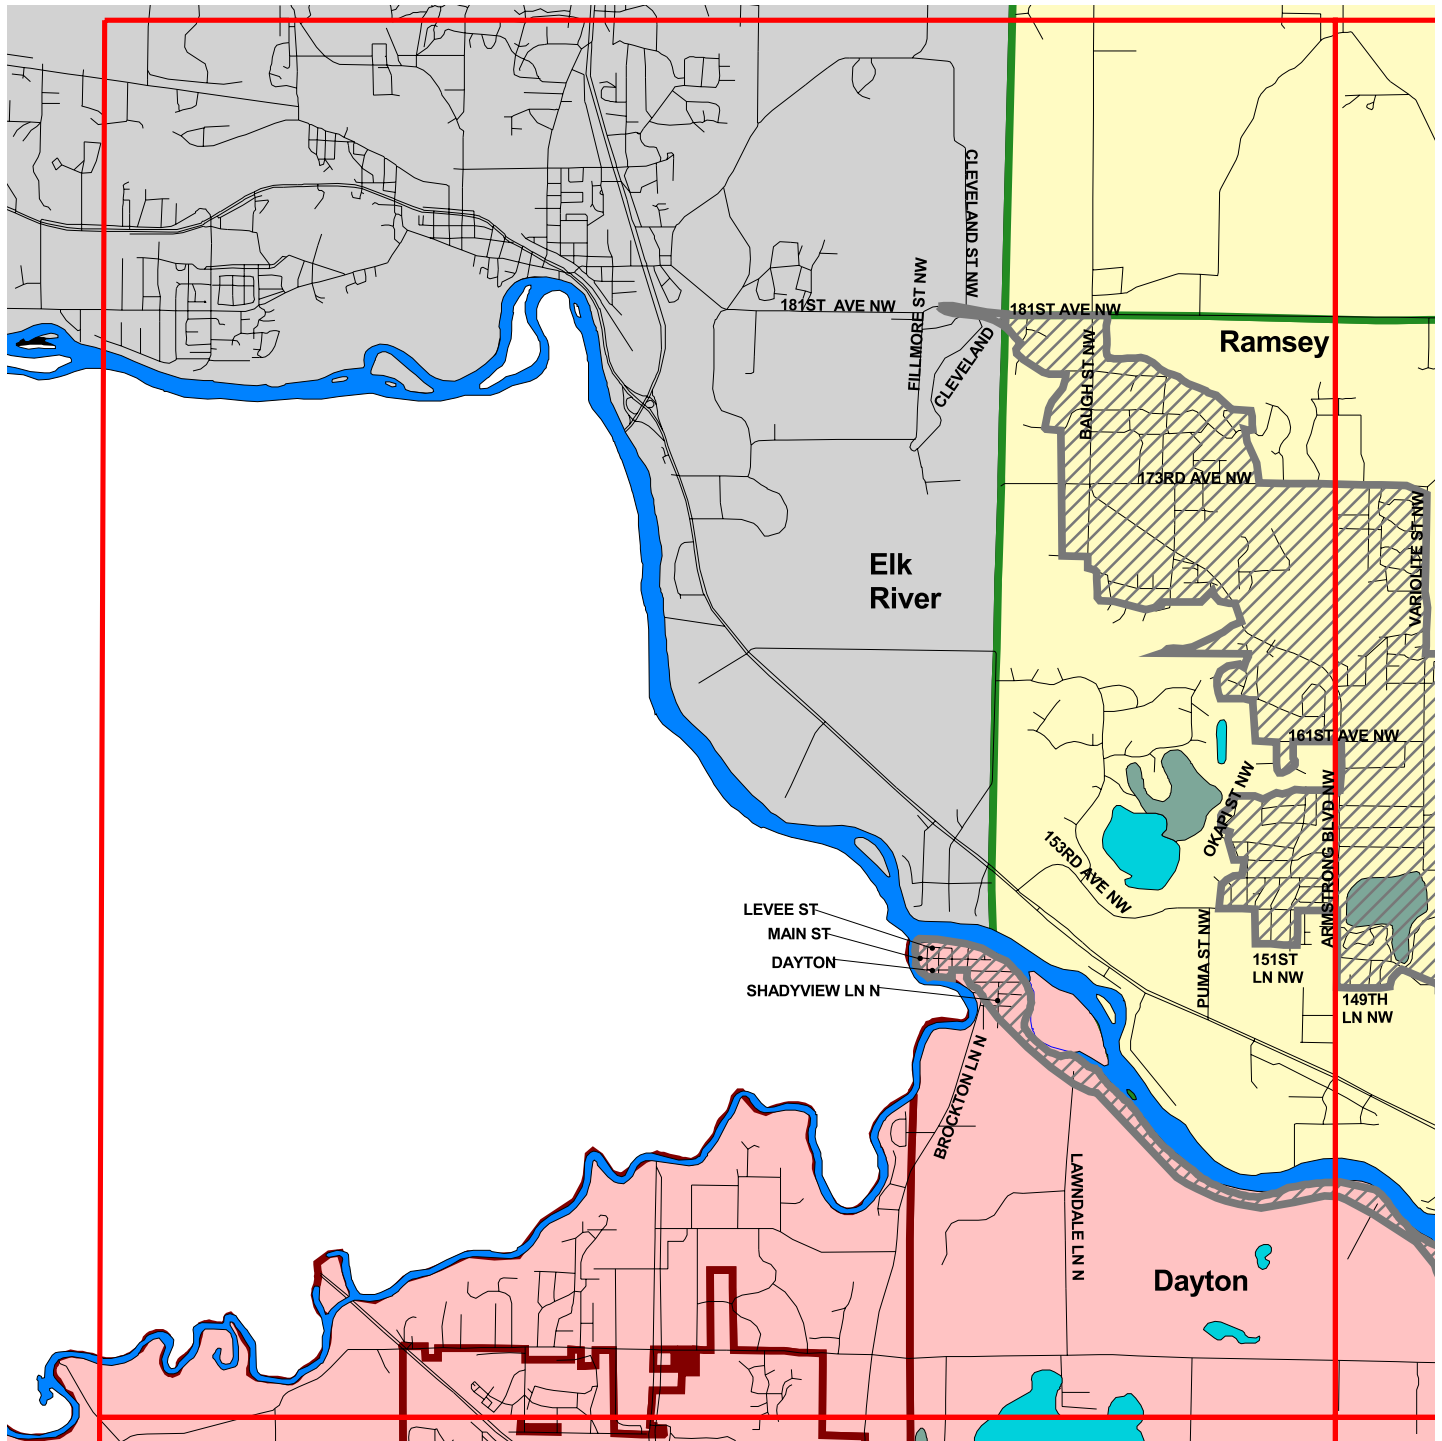 CLEVELAND ST NW
FILLMORE ST NW
181ST AVE NW
181ST AVE NW
Ramsey
CLEVELAND
BAUGH ST NW
173RD AVE NW
VARIOLITE ST NW
Elk
River
161ST AVE NW
OKAPI ST NW
ARMSTRONG BLVD NW
153RD AVE NW
LEVEE ST
MAIN ST
DAYTON
SHADYVIEW LN N
PUMA ST NW
151ST
LN NW
149TH
LN NW
BROCKTON LN N
LAWNDALE LN N
Dayton